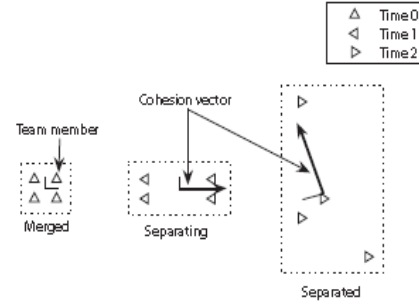 Time 0
Time 1
Time 2
Cohesion vector
Team member
Merged
Separating
Separated